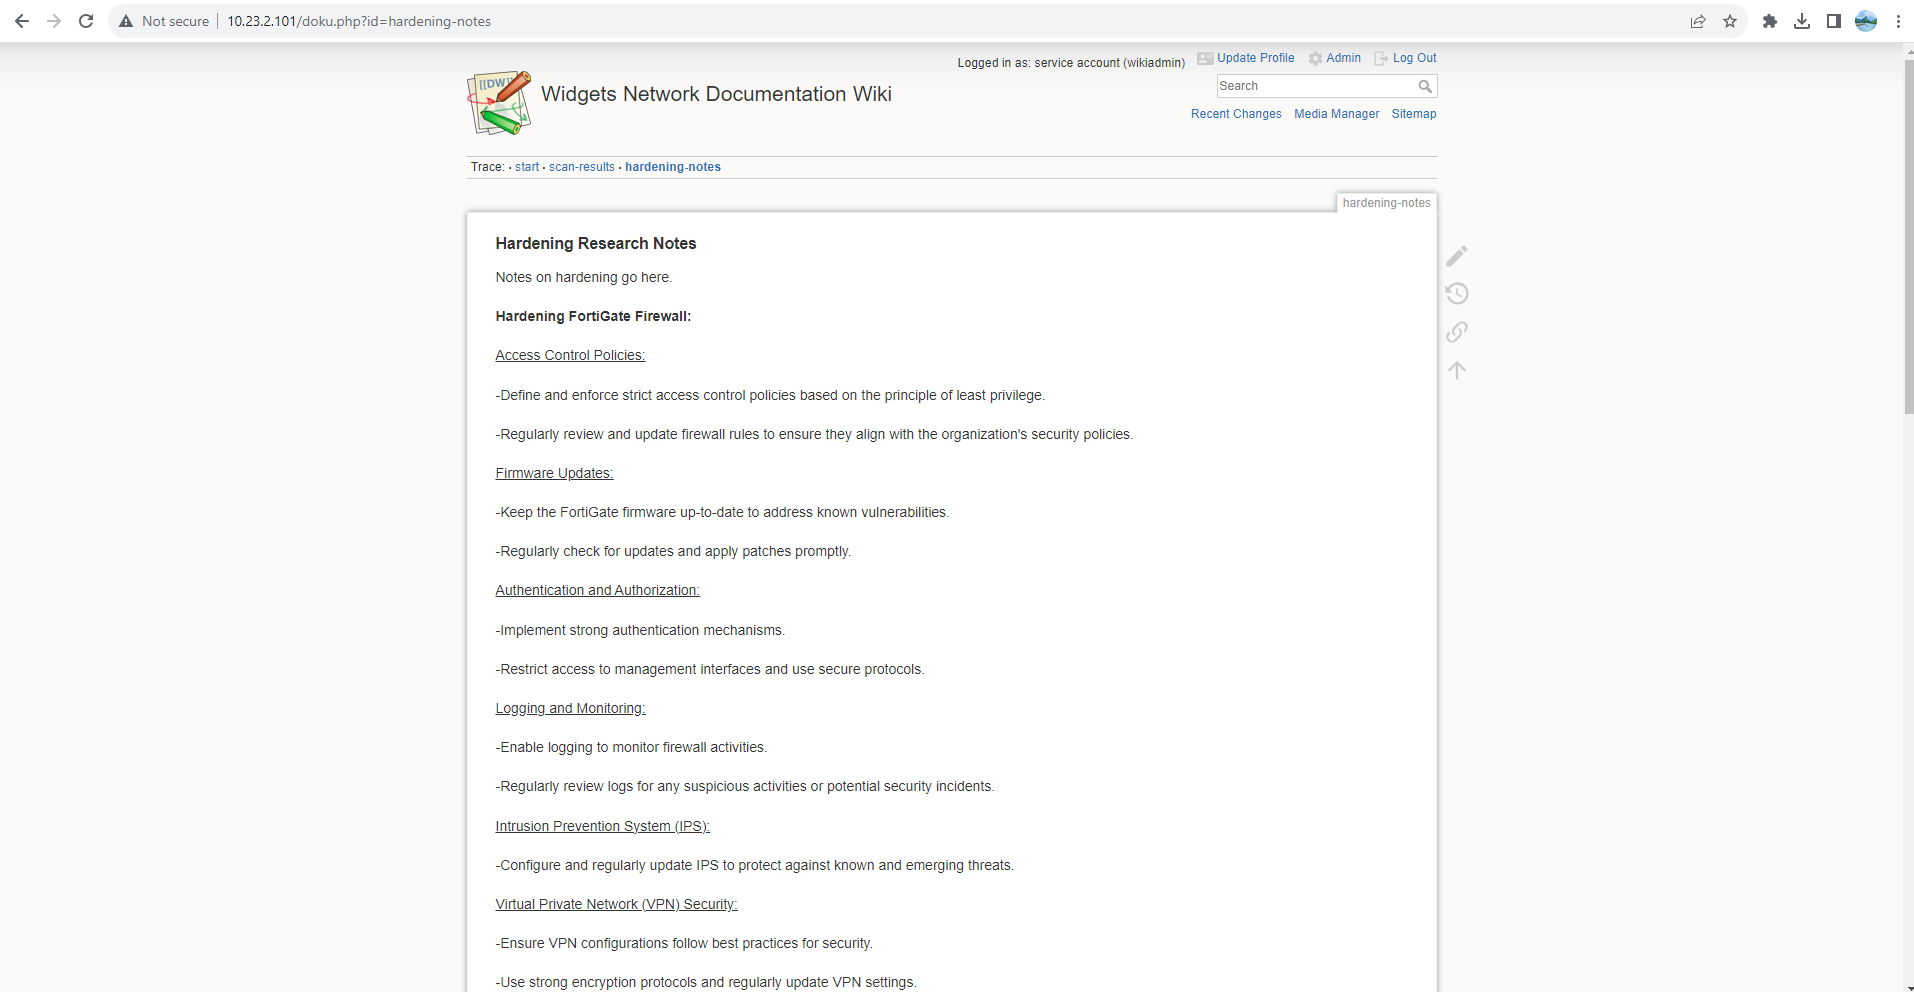 Not secure
10.23.2.101/doku.php?id=hardening-notes
Logged in as: service account (wikiadmin) Update Profile Admin Log Out
[[DW
Widgets Network Documentation Wiki
Search
Recent Changes Media Manager Sitemap
Trace: • start • scan-results • hardening-notes
hardening-notes
Hardening Research Notes
Notes on hardening go here.
Hardening FortiGate Firewall:
Access Control Policies:
-Define and enforce strict access control policies based on the principle of least privilege.
-Regularly review and update firewall rules to ensure they align with the organization's security policies.
Firmware Updates:
-Keep the FortiGate firmware up-to-date to address known vulnerabilities.
-Regularly check for updates and apply patches promptly.
Authentication and Authorization:
-Implement strong authentication mechanisms.
-Restrict access to management interfaces and use secure protocols.
Logging and Monitoring:
-Enable logging to monitor firewall activities.
-Regularly review logs for any suspicious activities or potential security incidents.
Intrusion Prevention System (IPS):
-Configure and regularly update IPS to protect against known and emerging threats.
Virtual Private Network (VPN) Security:
-Ensure VPN configurations follow best practices for security.
-Use strong encryption protocols and regularly update VPN settings.